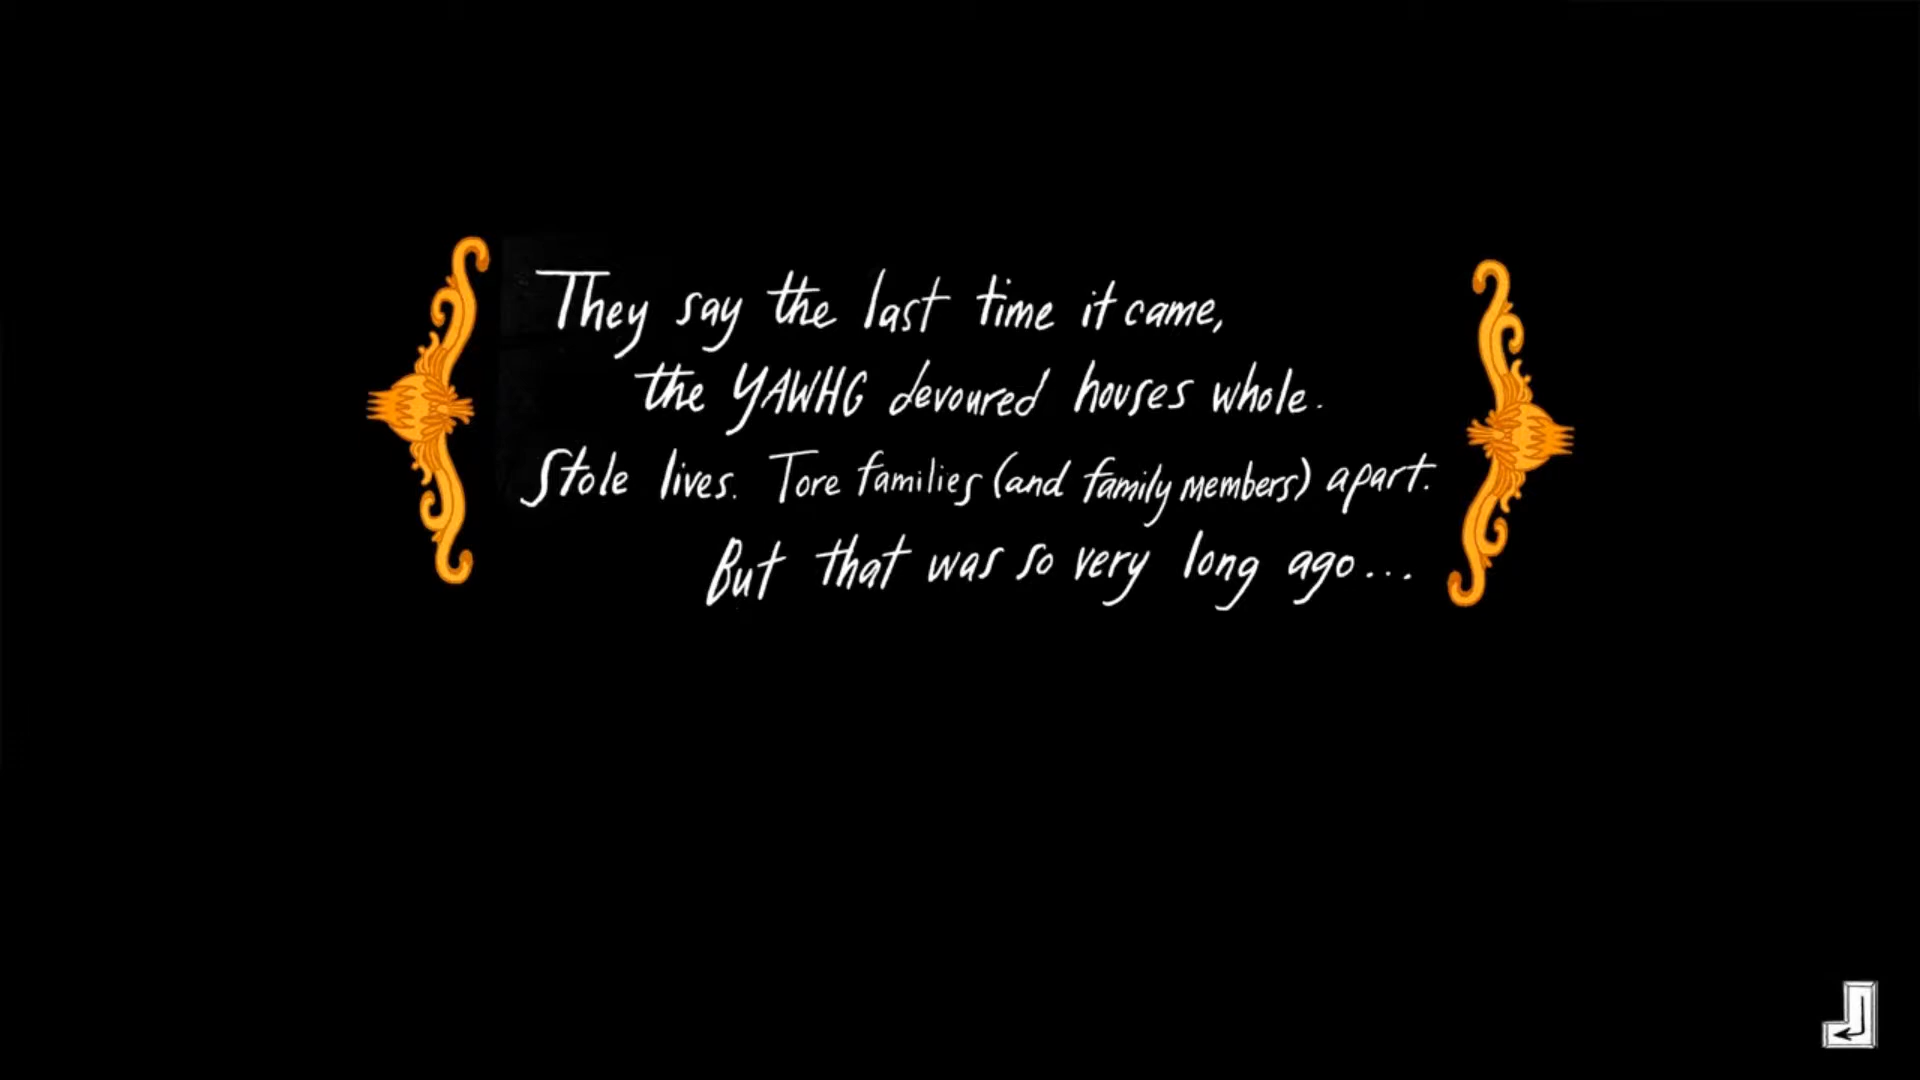 They say the last time it came,
the YAWHG devoured houses whole.
Stole lives. Tore families (and family members) apart.
But that was so very long ago...